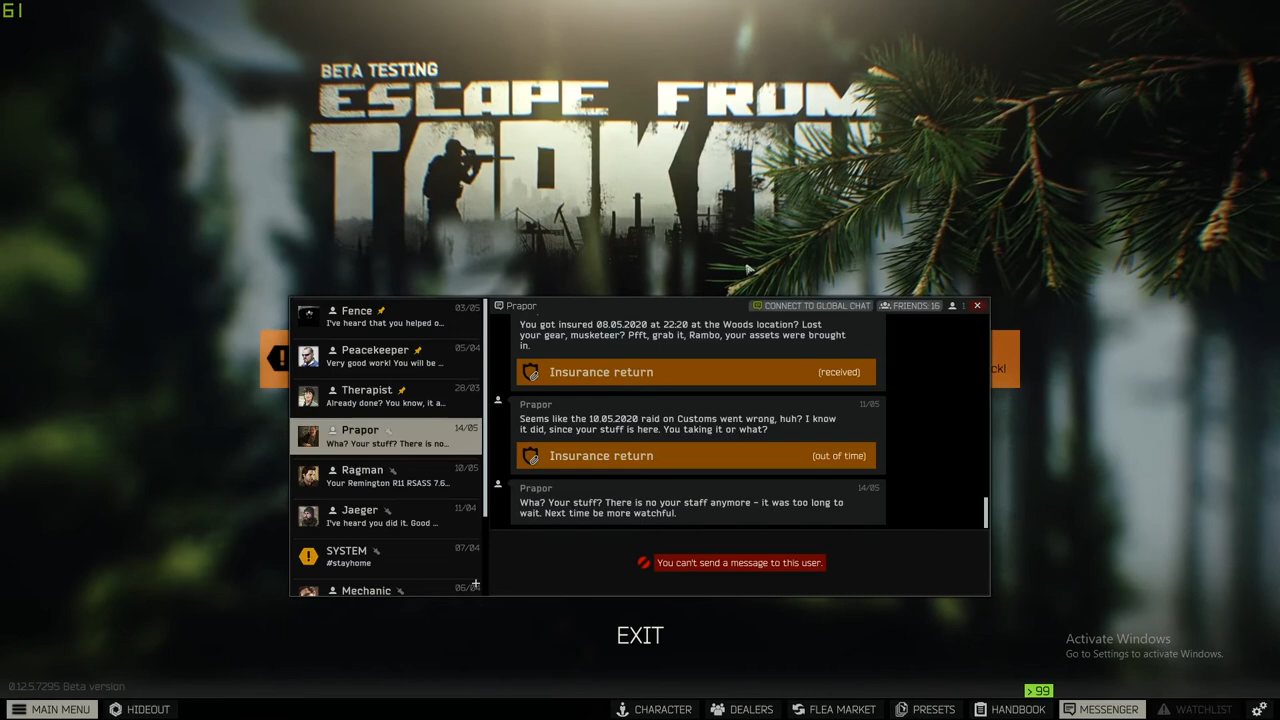 61
BETA TESTING
ESCAPE FROM
TARKOV
Fence 03/05
I've heard that you helped o...
Peacekeeper 05/04
Very good work! You will be ...
Therapist 28/03
Already done? You know, it a...
Prapor 14/05
Wha? Your stuff? There is no...
Ragman 10/05
Your Remington R11 RSASS 7.6...
Jaeger 11/04
I've heard you did it. Good ...
SYSTEM 07/04
#stayhome
Mechanic 06/04
Prapor
CONNECT TO GLOBAL CHAT
FRIENDS: 16
1
You got insured 08.05.2020 at 22:20 at the Woods location? Lost
your gear, musketeer? Pfft, grab it, Rambo, your assets were brought
in.
Insurance return (received)
Prapor 11/05
Seems like the 10.05.2020 raid on Customs went wrong, huh? I know
it did, since your stuff is here. You taking it or what?
Insurance return (out of time)
Prapor 14/05
Wha? Your stuff? There is no your staff anymore - it was too long to
wait. Next time be more watchful.
You can't send a message to this user.
ck!
EXIT
Activate Windows
Go to Settings to activate Windows.
0.12.5.7295 Beta version
> 99
MAIN MENU
HIDEOUT
CHARACTER
DEALERS
FLEA MARKET
PRESETS
HANDBOOK
MESSENGER
WATCHLIST